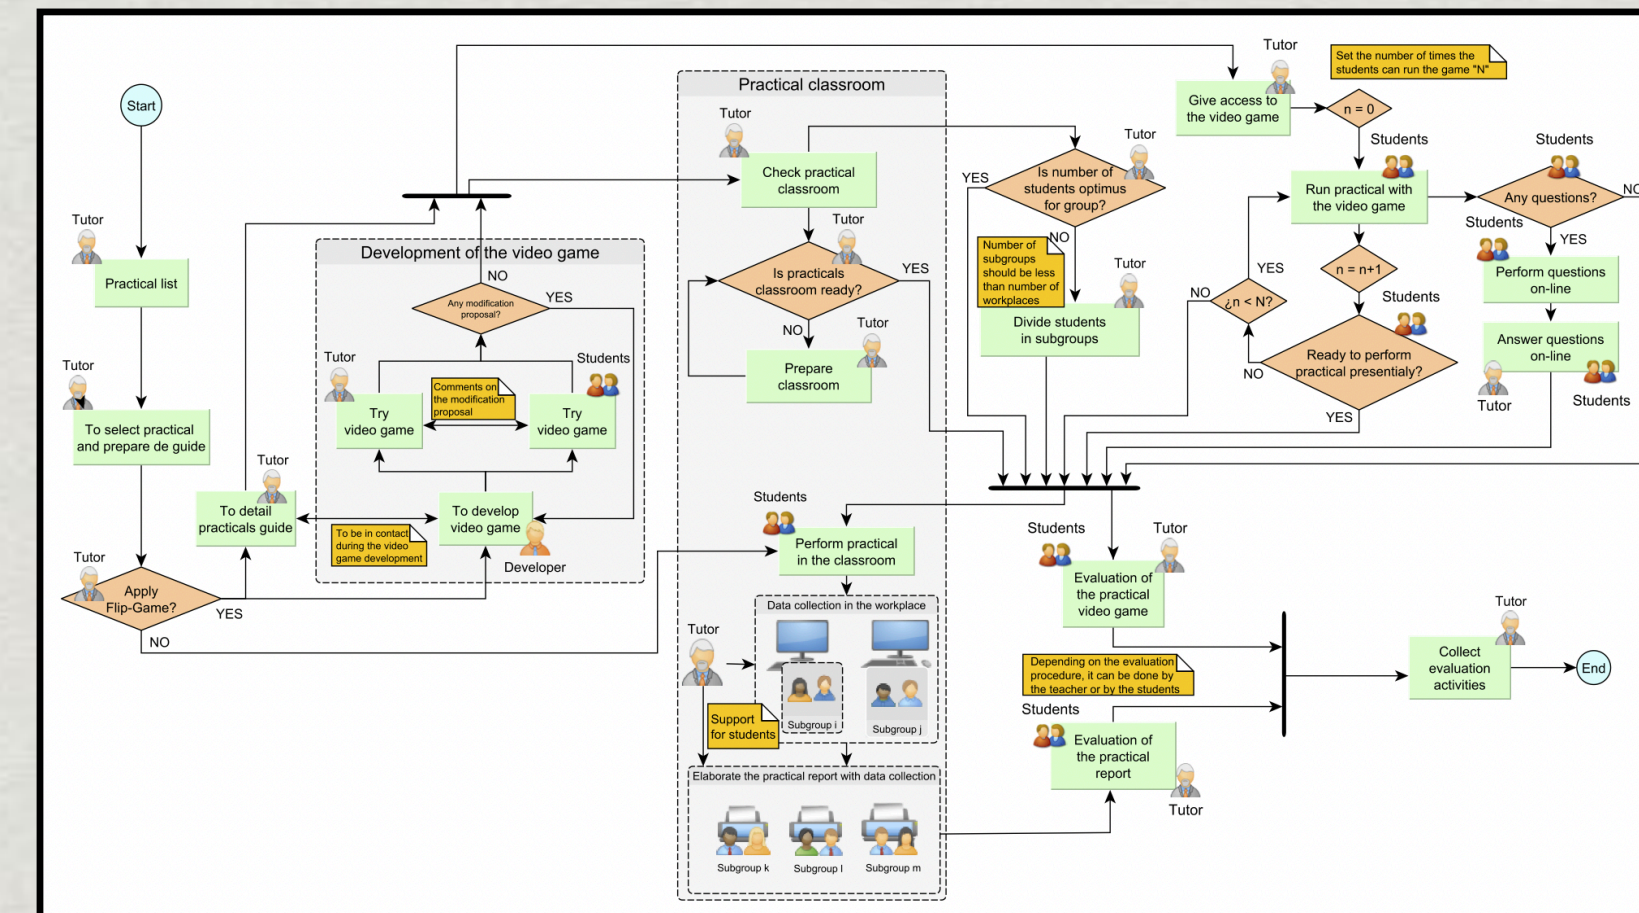 Start
Tutor
Practical list
Tutor
To select practical
and prepare de guide
Tutor
Apply
Flip-Game?
YES
NO
Tutor
To detail
practicals guide
Development of the video game
NO
Any modification
proposal?
YES
Tutor
Students
Comments on
the modification
proposal
Try
video game
Try
video game
To be in contact
during the video
game development
To develop
video game
Developer
Practical classroom
Tutor
Check practical
classroom
Tutor
Is practicals
classroom ready?
YES
NO
Tutor
Prepare
classroom
Students
Perform practical
in the classroom
Data collection in the workplace
Subgroup i
Subgroup j
Tutor
Support
for students
Elaborate the practical report with data collection
Subgroup k
Subgroup l
Subgroup m
Tutor
YES
Is number of
students optimus
for group?
NO
Number of
subgroups
should be less
than number of
workplaces
Tutor
Divide students
in subgroups
Tutor
Give access to
the video game
Set the number of times the
students can run the game "N"
n = 0
Students
Run practical with
the video game
n = n+1
Students
Ready to perform
practical presentialy?
NO
YES
YES
¿n < N?
NO
Students
Any questions?
NO
YES
Students
Perform questions
on-line
Answer questions
on-line
Tutor
Students
Students
Tutor
Evaluation of
the practical
video game
Depending on the evaluation
procedure, it can be done by
the teacher or by the students
Students
Evaluation of
the practical
report
Tutor
Tutor
Collect
evaluation
activities
End